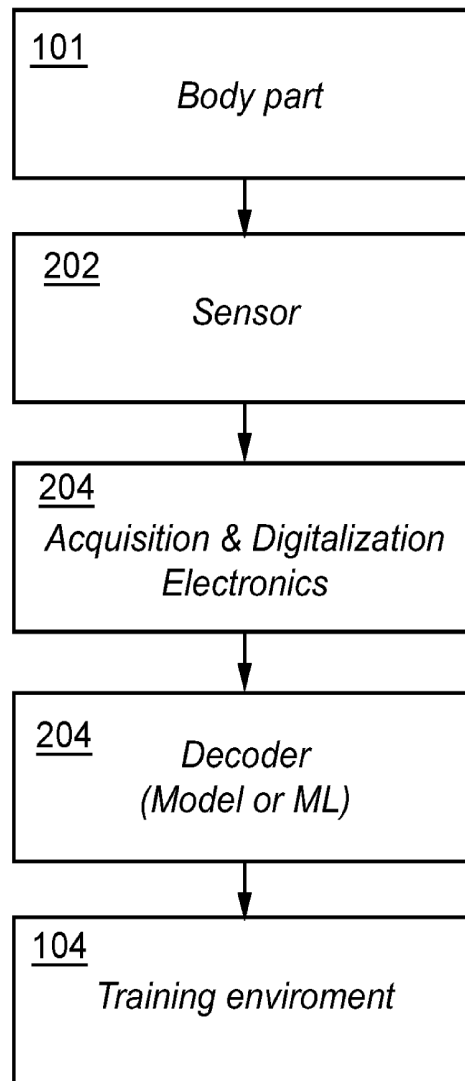 101
Body part
202
Sensor
204
Acquisition & Digitalization
Electronics
204
Decoder
(Model or ML)
104
Training enviroment